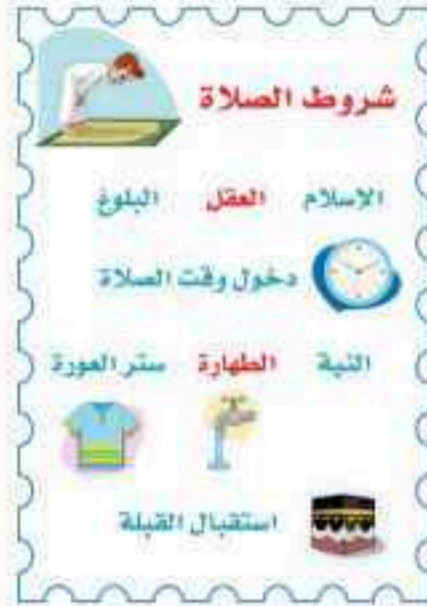 شروط الصلاة
الإسلام العقل البلوغ
دخول وقت الصلاة
النية الطهارة ستر العورة
استقبال القبلة